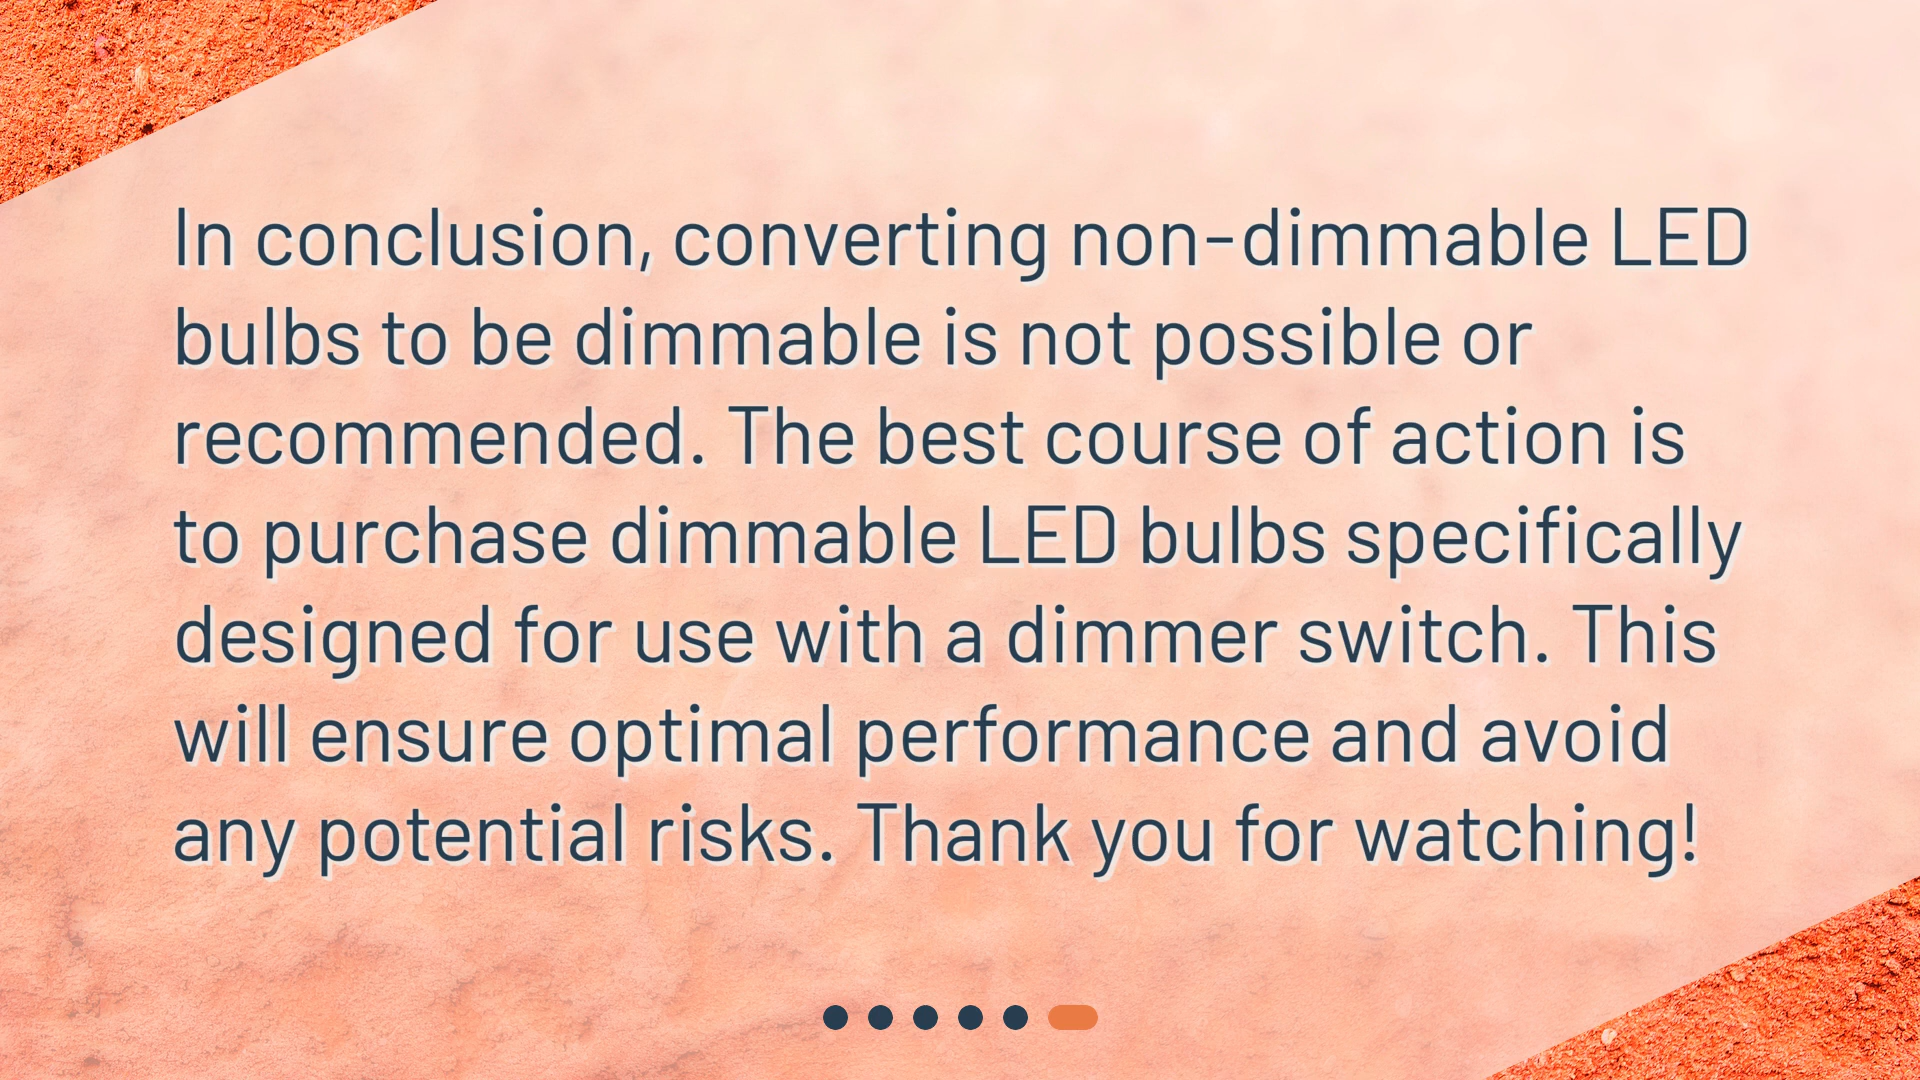 In conclusion, converting non-dimmable LED
bulbs to be dimmable is not possible or
recommended. The best course of action is
to purchase dimmable LED bulbs specifically
designed for use with a dimmer switch. This
will ensure optimal performance and avoid
any potential risks. Thank you for watching!